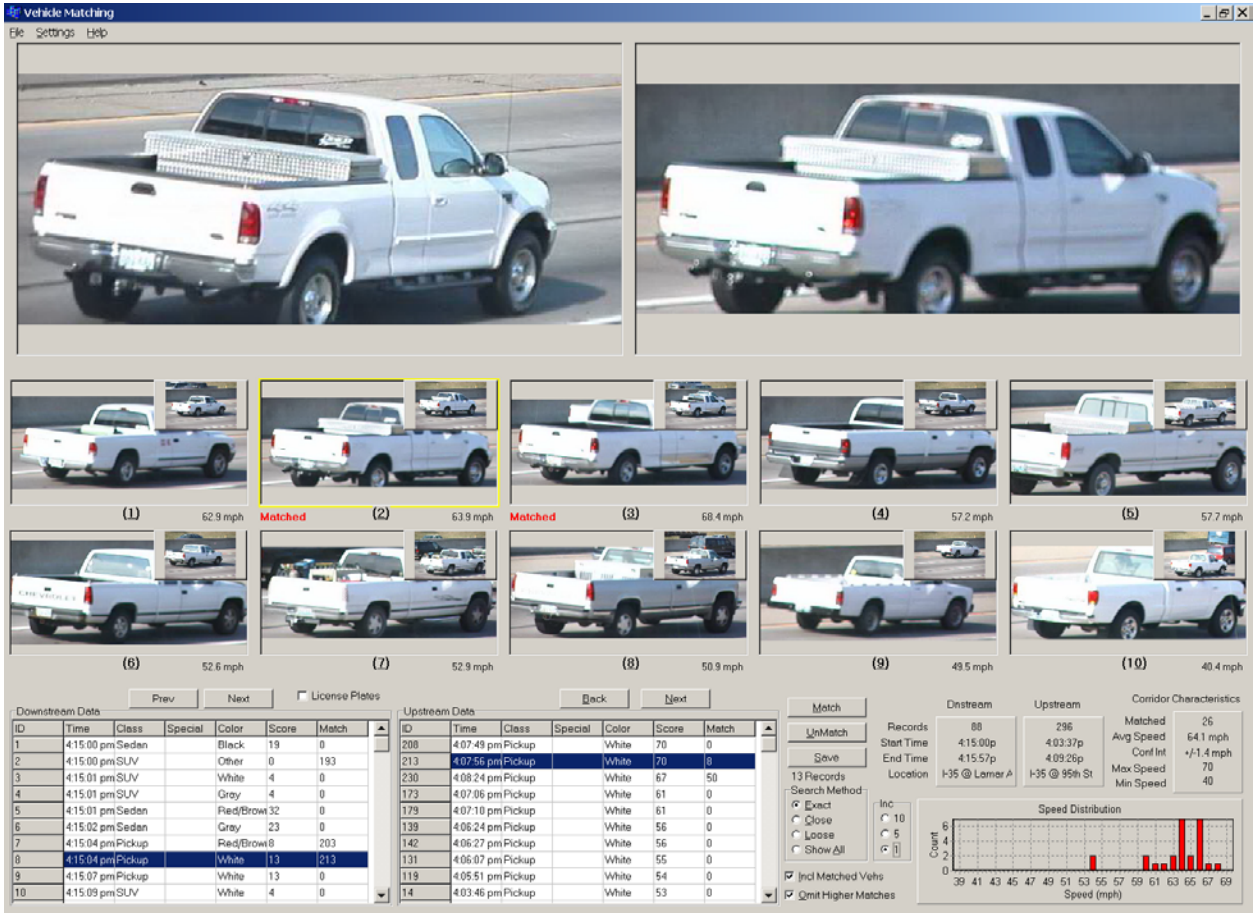 Vehicle Matching
File Settings Help
(1) 62.9 mph
Matched (2) 63.9 mph
Matched (3) 68.4 mph
(4) 57.2 mph
(5) 57.7 mph
CHEVROLET
(6) 52.6 mph
(7) 52.9 mph
(8) 50.9 mph
(9) 49.5 mph
(10) 40.4 mph
Prev Next License Plates
Back Next
Downstream Data
ID Time Class Special Color Score Match
1 4:15:00 pm Sedan Black 19 0
2 4:15:00 pm SUV Other 0 193
3 4:15:01 pm SUV White 4 0
4 4:15:01 pm SUV Gray 4 0
5 4:15:01 pm Sedan Red/Brow 32 0
6 4:15:02 pm Sedan Gray 23 0
7 4:15:04 pm Pickup Red/Brow 8 203
8 4:15:04 pm Pickup White 13 213
9 4:15:07 pm Pickup White 13 0
10 4:15:09 pm SUV White 4 0
Upstream Data
ID Time Class Special Color Score Match
208 4:07:49 pm Pickup White 70 0
213 4:07:56 pm Pickup White 70 8
230 4:08:24 pm Pickup White 67 50
173 4:07:06 pm Pickup White 61 0
179 4:07:10 pm Pickup White 61 0
139 4:06:24 pm Pickup White 56 0
142 4:06:27 pm Pickup White 56 0
131 4:06:07 pm Pickup White 55 0
119 4:05:51 pm Pickup White 54 0
14 4:03:46 pm Pickup White 53 0
Match
UnMatch
Save
13 Records
Search Method
Exact
Close
Loose
Show All
Inc
10
5
1
Incl Matched Vehs
Omit Higher Matches
Dnstream Upstream
Records 88 296
Start Time 4:15:00p 4:03:37p
End Time 4:15:57p 4:09:26p
Location I-35 @ Lamar A I-35 @ 95th St
Corridor Characteristics
Matched 26
Avg Speed 64.1 mph
Conf Int +/-1.4 mph
Max Speed 70
Min Speed 40
Speed Distribution
Count
6
4
2
0
39 41 43 45 47 49 51 53 55 57 59 61 63 65 67 69
Speed (mph)